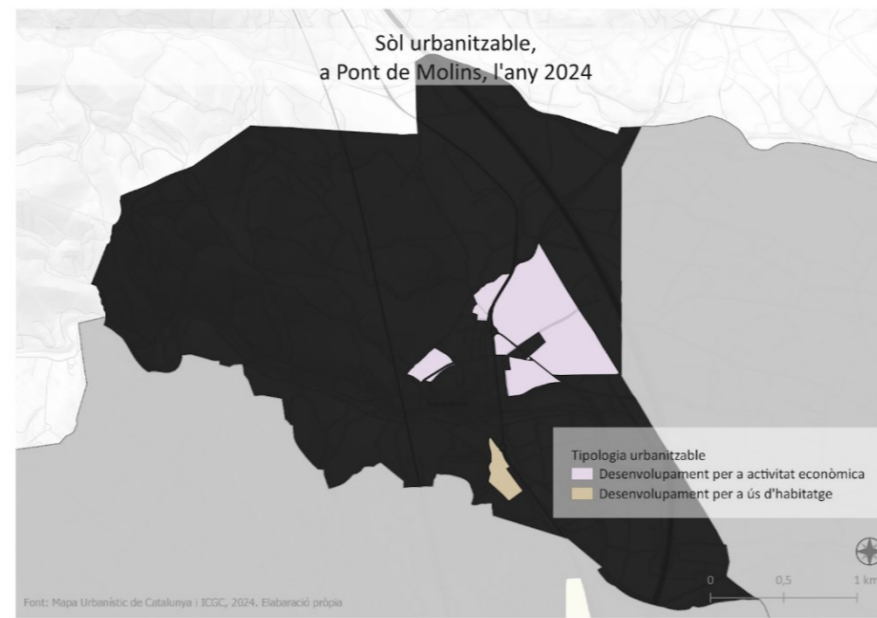 Sòl urbanitzable,
a Pont de Molins, l'any 2024
Tipologia urbanitzable
Desenvolupament per a activitat econòmica
Desenvolupament per a ús d'habitatge
0 0,5 1 km
Font: Mapa Urbanístic de Catalunya i ICGC, 2024. Elabaració pròpia